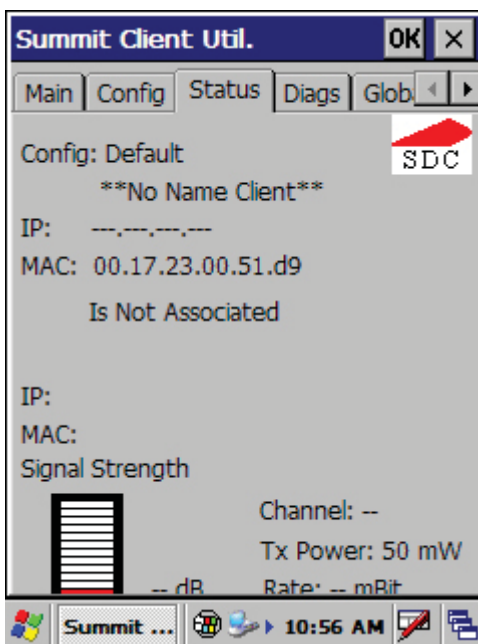 Summit Client Util. OK ×
Main Config Status Diags Glob
SDC
Config: Default
**No Name Client**
IP: ---.---.---.---
MAC: 00.17.23.00.51.d9
Is Not Associated
IP:
MAC:
Signal Strength
Channel: --
Tx Power: 50 mW
-- dB Rate: -- mBit
Summit ... 10:56 AM